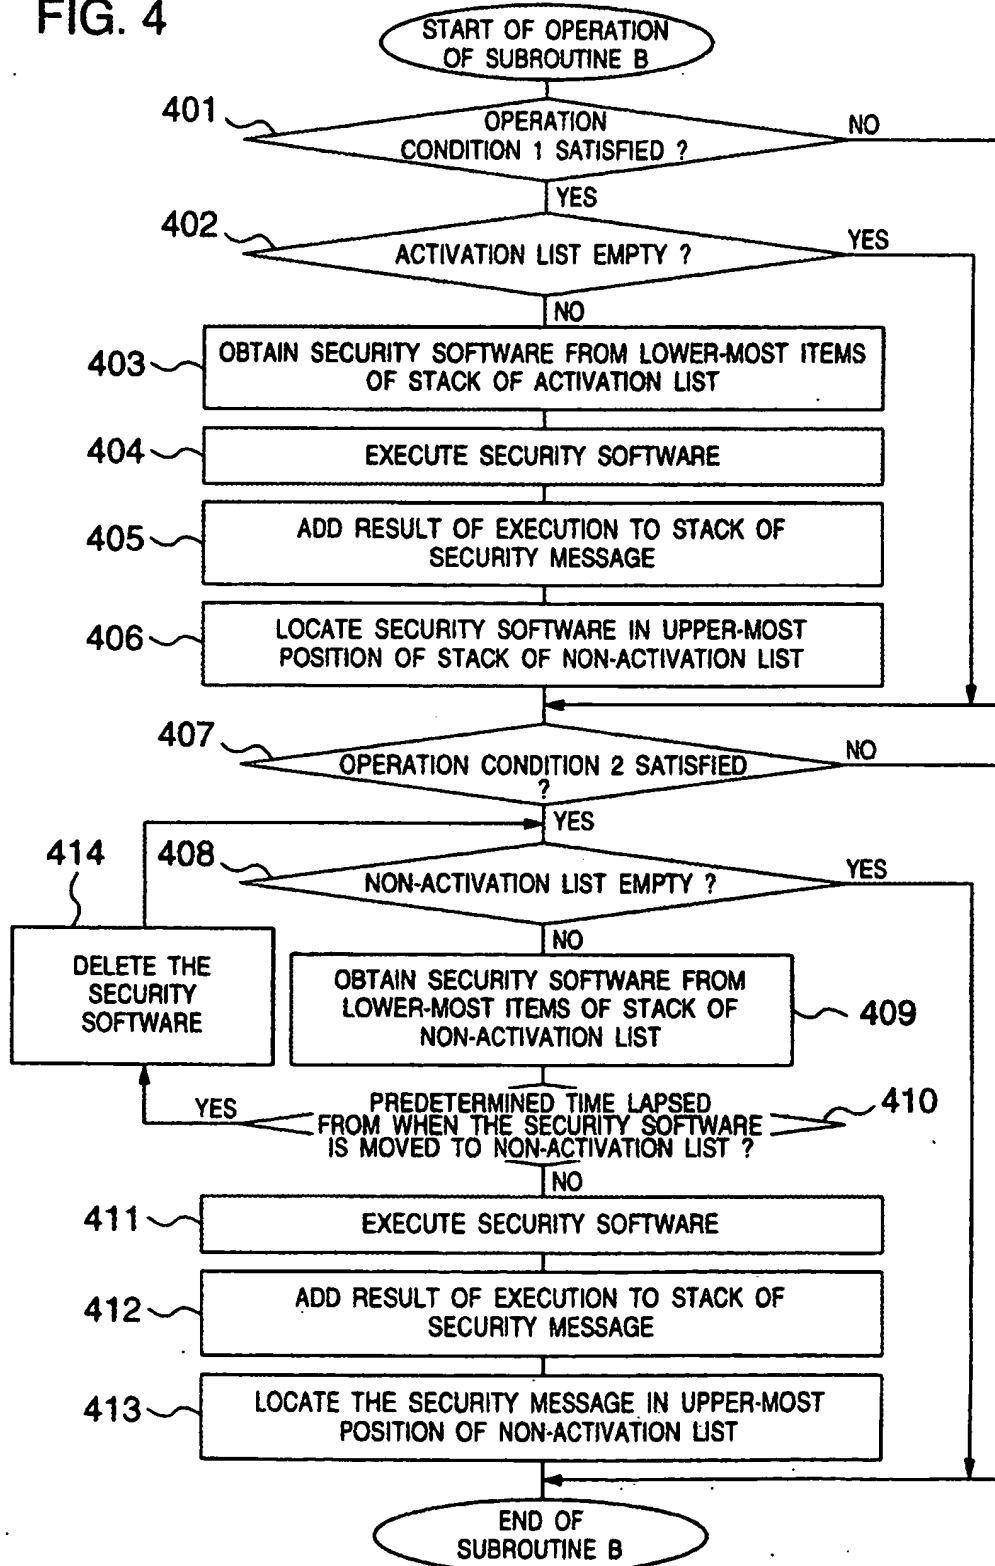 FIG. 4
START OF OPERATION
OF SUBROUTINE B
401
OPERATION
CONDITION 1 SATISFIED ?
NO
YES
402
ACTIVATION LIST EMPTY ?
YES
NO
403
OBTAIN SECURITY SOFTWARE FROM LOWER-MOST ITEMS
OF STACK OF ACTIVATION LIST
404
EXECUTE SECURITY SOFTWARE
405
ADD RESULT OF EXECUTION TO STACK OF
SECURITY MESSAGE
406
LOCATE SECURITY SOFTWARE IN UPPER-MOST
POSITION OF STACK OF NON-ACTIVATION LIST
407
OPERATION CONDITION 2 SATISFIED
?
NO
YES
414
408
NON-ACTIVATION LIST EMPTY ?
YES
NO
DELETE THE
SECURITY
SOFTWARE
OBTAIN SECURITY SOFTWARE FROM
LOWER-MOST ITEMS OF STACK OF
NON-ACTIVATION LIST
409
YES
PREDETERMINED TIME LAPSED
FROM WHEN THE SECURITY SOFTWARE
IS MOVED TO NON-ACTIVATION LIST ?
410
NO
411
EXECUTE SECURITY SOFTWARE
412
ADD RESULT OF EXECUTION TO STACK OF
SECURITY MESSAGE
413
LOCATE THE SECURITY MESSAGE IN UPPER-MOST
POSITION OF NON-ACTIVATION LIST
END OF
SUBROUTINE B